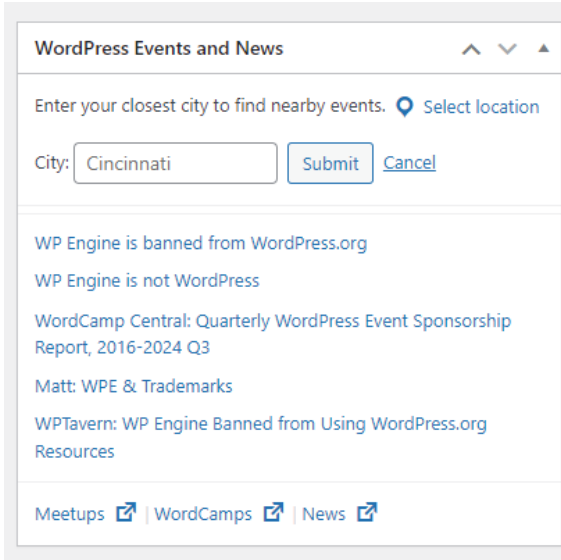 WordPress Events and News
Enter your closest city to find nearby events. Select location
City: Cincinnati Submit Cancel
WP Engine is banned from WordPress.org
WP Engine is not WordPress
WordCamp Central: Quarterly WordPress Event Sponsorship
Report, 2016-2024 Q3
Matt: WPE & Trademarks
WPTavern: WP Engine Banned from Using WordPress.org
Resources
Meetups | WordCamps | News